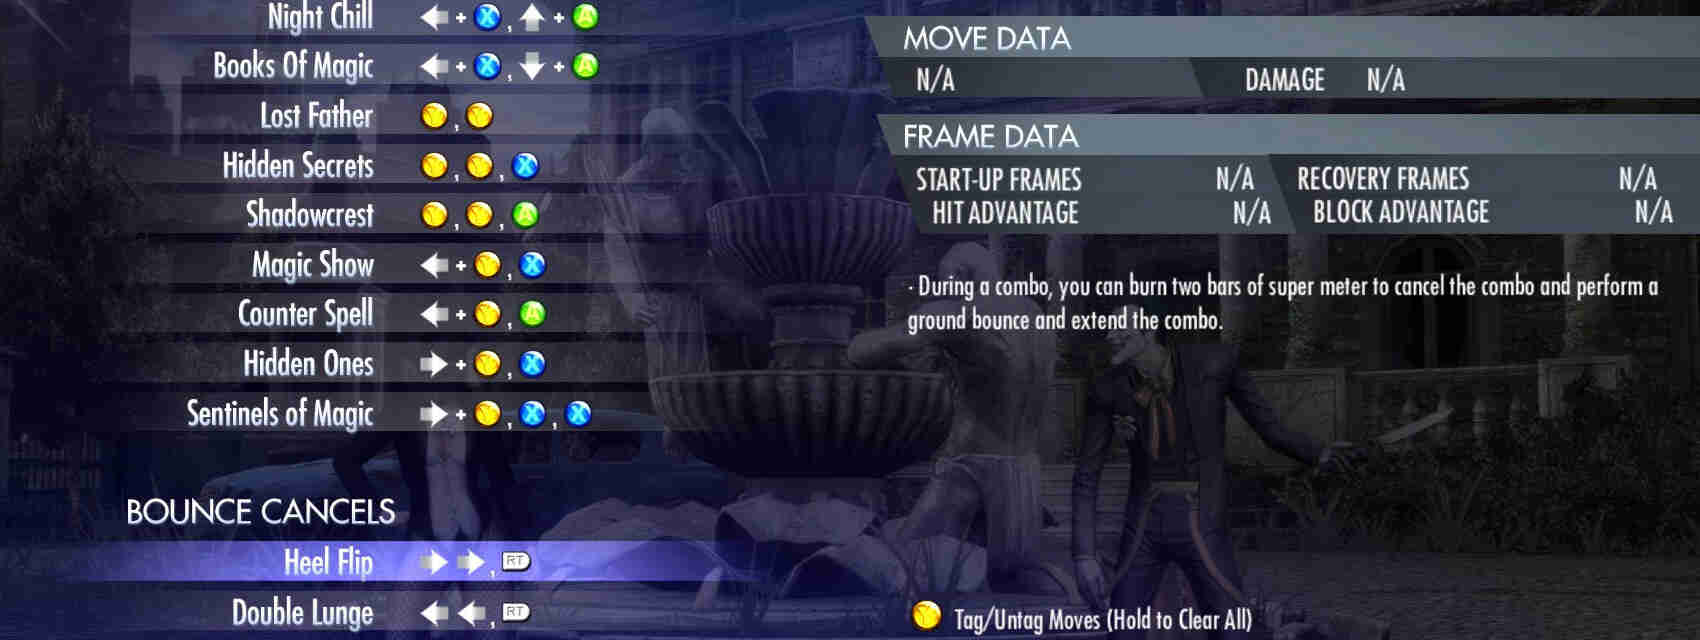 Night Chill + X , + A
Books Of Magic + X , + A
Lost Father Y , Y
Hidden Secrets Y , Y , X
Shadowcrest Y , Y , A
Magic Show + Y , X
Counter Spell + Y , A
Hidden Ones + Y , X
Sentinels of Magic + Y , X , X
BOUNCE CANCELS
Heel Flip , RT
Double Lunge , RT
MOVE DATA
N/A DAMAGE N/A
FRAME DATA
START-UP FRAMES N/A RECOVERY FRAMES N/A
HIT ADVANTAGE N/A BLOCK ADVANTAGE N/A
· During a combo, you can burn two bars of super meter to cancel the combo and perform a
ground bounce and extend the combo.
Y Tag/Untag Moves (Hold to Clear All)